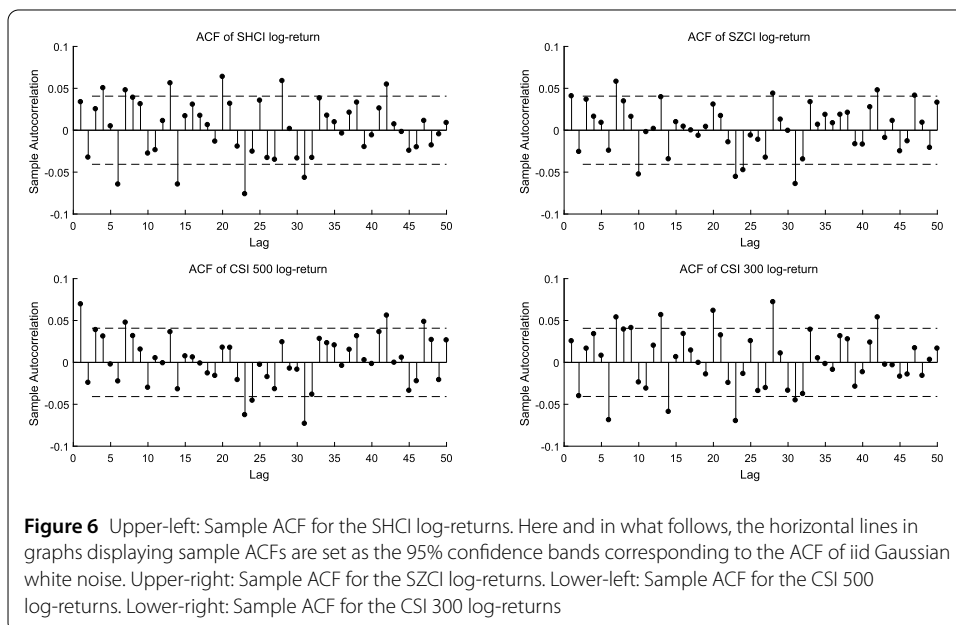 ACF of SHCI log-return
0.1
0.05
0
-0.05
-0.1
Sample Autocorrelation
0 5 10 15 20 25 30 35 40 45 50
Lag
ACF of SZCI log-return
0.1
0.05
0
-0.05
-0.1
Sample Autocorrelation
0 5 10 15 20 25 30 35 40 45 50
Lag
ACF of CSI 500 log-return
0.1
0.05
0
-0.05
-0.1
Sample Autocorrelation
0 5 10 15 20 25 30 35 40 45 50
Lag
ACF of CSI 300 log-return
0.1
0.05
0
-0.05
-0.1
Sample Autocorrelation
0 5 10 15 20 25 30 35 40 45 50
Lag
Figure 6 Upper-left: Sample ACF for the SHCI log-returns. Here and in what follows, the horizontal lines in
graphs displaying sample ACFs are set as the 95% confidence bands corresponding to the ACF of iid Gaussian
white noise. Upper-right: Sample ACF for the SZCI log-returns. Lower-left: Sample ACF for the CSI 500
log-returns. Lower-right: Sample ACF for the CSI 300 log-returns